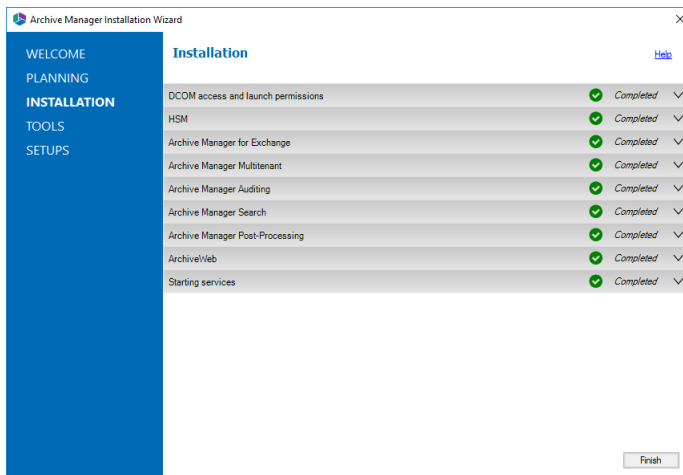 Archive Manager Installation Wizard
WELCOME
PLANNING
INSTALLATION
TOOLS
SETUPS
Installation
Help
DCOM access and launch permissions Completed
HSM Completed
Archive Manager for Exchange Completed
Archive Manager Multitenant Completed
Archive Manager Auditing Completed
Archive Manager Search Completed
Archive Manager Post-Processing Completed
ArchiveWeb Completed
Starting services Completed
Finish